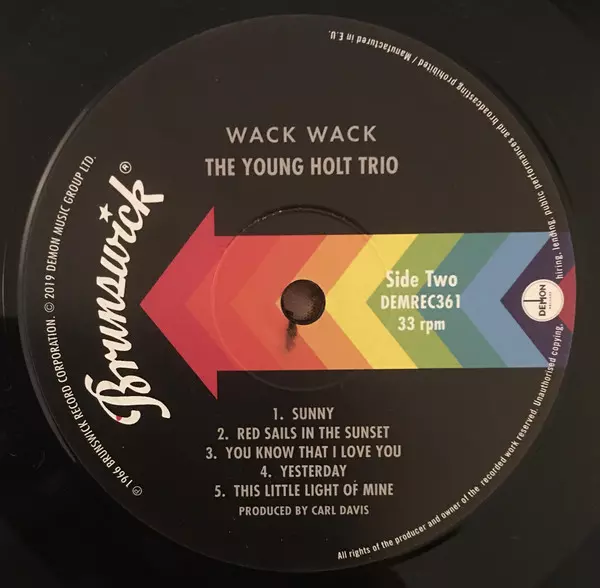 WACK WACK
THE YOUNG HOLT TRIO
Brunswick®
Side Two
DEMREC361
33 rpm
DEMON
RECORDS
1. SUNNY
2. RED SAILS IN THE SUNSET
3. YOU KNOW THAT I LOVE YOU
4. YESTERDAY
5. THIS LITTLE LIGHT OF MINE
PRODUCED BY CARL DAVIS
℗ 1966 BRUNSWICK RECORD CORPORATION. © 2019 DEMON MUSIC GROUP LTD.
All rights of the producer and owner of the recorded work reserved. Unauthorised copying, hiring, lending, public performances and broadcasting prohibited / Manufactured in E.U.